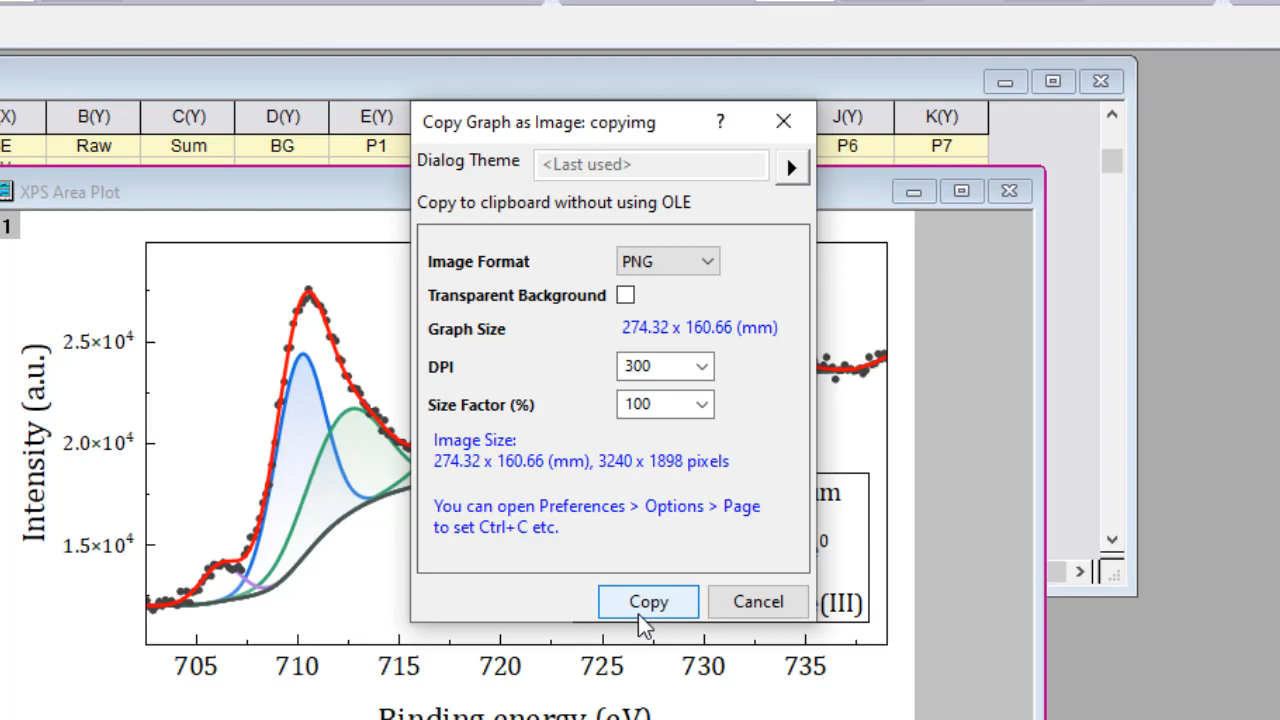 X) B(Y) C(Y) D(Y) E(Y) J(Y) K(Y)
E Raw Sum BG P1 P6 P7
XPS Area Plot
1
Copy Graph as Image: copyimg ?
Dialog Theme <Last used>
Copy to clipboard without using OLE
Image Format PNG
Transparent Background
Graph Size 274.32 x 160.66 (mm)
DPI 300
Size Factor (%) 100
Image Size:
274.32 x 160.66 (mm), 3240 x 1898 pixels
You can open Preferences > Options > Page
to set Ctrl+C etc.
Copy Cancel
Intensity (a.u.)
2.5×10⁴
2.0×10⁴
1.5×10⁴
um
0
e(III)
705 710 715 720 725 730 735
Binding energy (eV)